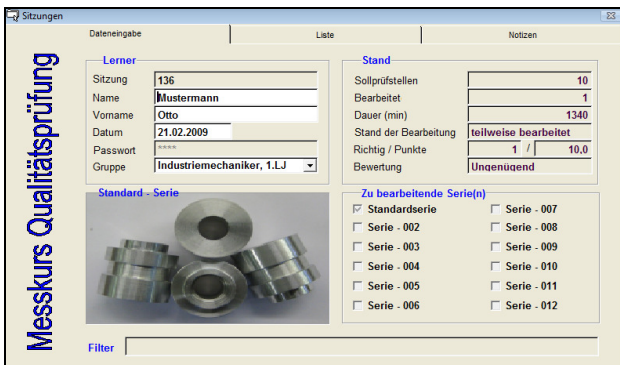 Sitzungen
Dateneingabe
Liste
Notizen
Messkurs Qualitätsprüfung
Lerner
Sitzung 136
Name Mustermann
Vorname Otto
Datum 21.02.2009
Passwort ****
Gruppe Industriemechaniker, 1.LJ
Stand
Sollprüfstellen 10
Bearbeitet 1
Dauer (min) 1340
Stand der Bearbeitung teilweise bearbeitet
Richtig / Punkte 1 / 10,0
Bewertung Ungenügend
Standard - Serie
Zu bearbeitende Serie(n)
Standardserie Serie - 007
Serie - 002 Serie - 008
Serie - 003 Serie - 009
Serie - 004 Serie - 010
Serie - 005 Serie - 011
Serie - 006 Serie - 012
Filter